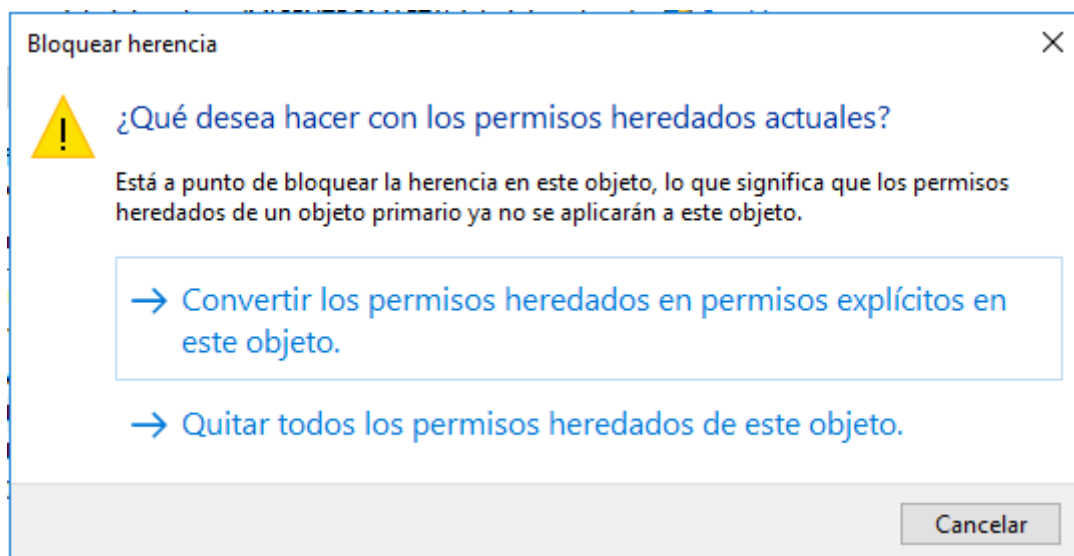 Bloquear herencia
¿Qué desea hacer con los permisos heredados actuales?
Está a punto de bloquear la herencia en este objeto, lo que significa que los permisos
heredados de un objeto primario ya no se aplicarán a este objeto.
→ Convertir los permisos heredados en permisos explícitos en
este objeto.
→ Quitar todos los permisos heredados de este objeto.
Cancelar